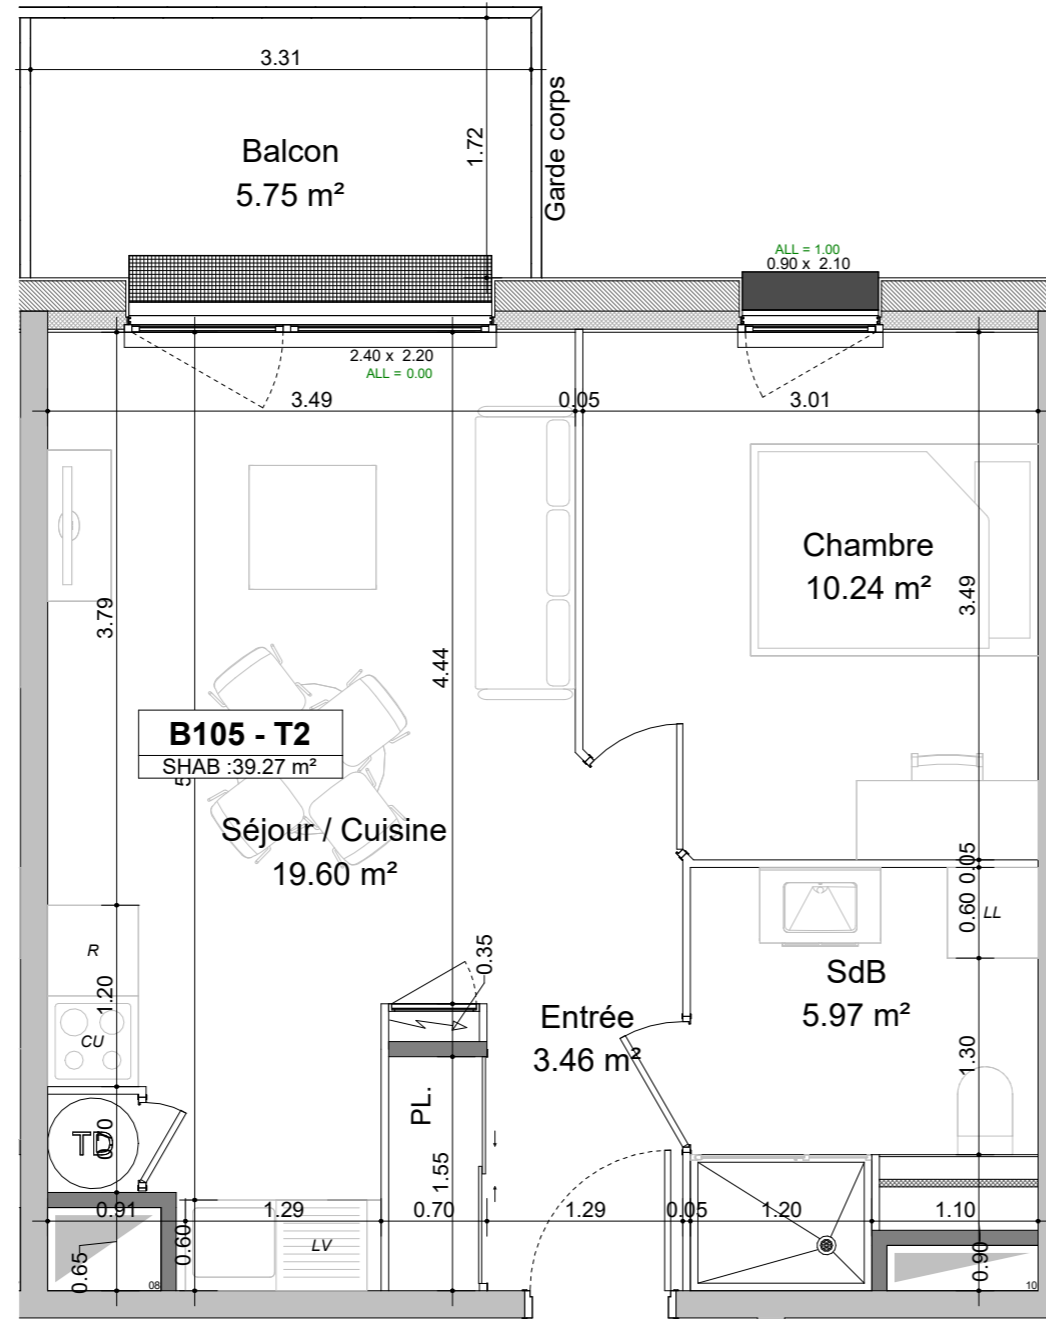 3.31
Balcon
5.75 m²
1.72
Garde corps
ALL = 1.00
0.90 x 2.10
2.40 x 2.20
ALL = 0.00
3.49
0.05
3.01
Chambre
10.24 m²
3.49
3.79
4.44
B105 - T2
SHAB :39.27 m²
Séjour / Cuisine
19.60 m²
0.05
0.60
LL
R
1.20
CU
0.35
Entrée
3.46 m²
SdB
5.97 m²
1.30
TD
PL.
1.55
0.91
1.29
0.70
1.29
0.05
1.20
1.10
0.65
0.60
LV
0.90
08
10